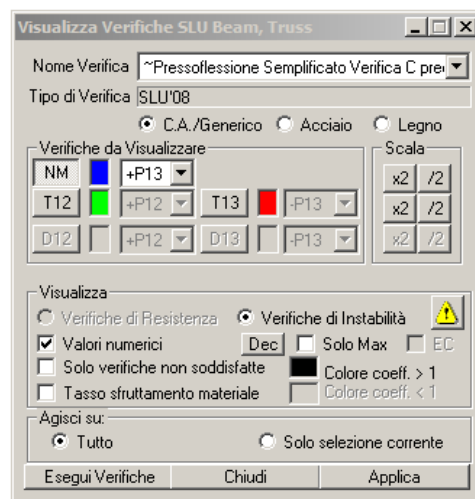 Visualizza Verifiche SLU Beam, Truss
Nome Verifica ~Pressoflessione Semplificato Verifica C pre
Tipo di Verifica SLU'08
C.A./Generico Acciaio Legno
Verifiche da Visualizzare Scala
NM +P13 x2 /2
T12 +P12 T13 -P13 x2 /2
D12 +P12 D13 -P13 x2 /2
Visualizza
Verifiche di Resistenza Verifiche di Instabilità
Valori numerici Dec Solo Max EC
Solo verifiche non soddisfatte Colore coeff. > 1
Tasso sfruttamento materiale Colore coeff. < 1
Agisci su:
Tutto Solo selezione corrente
Esegui Verifiche Chiudi Applica